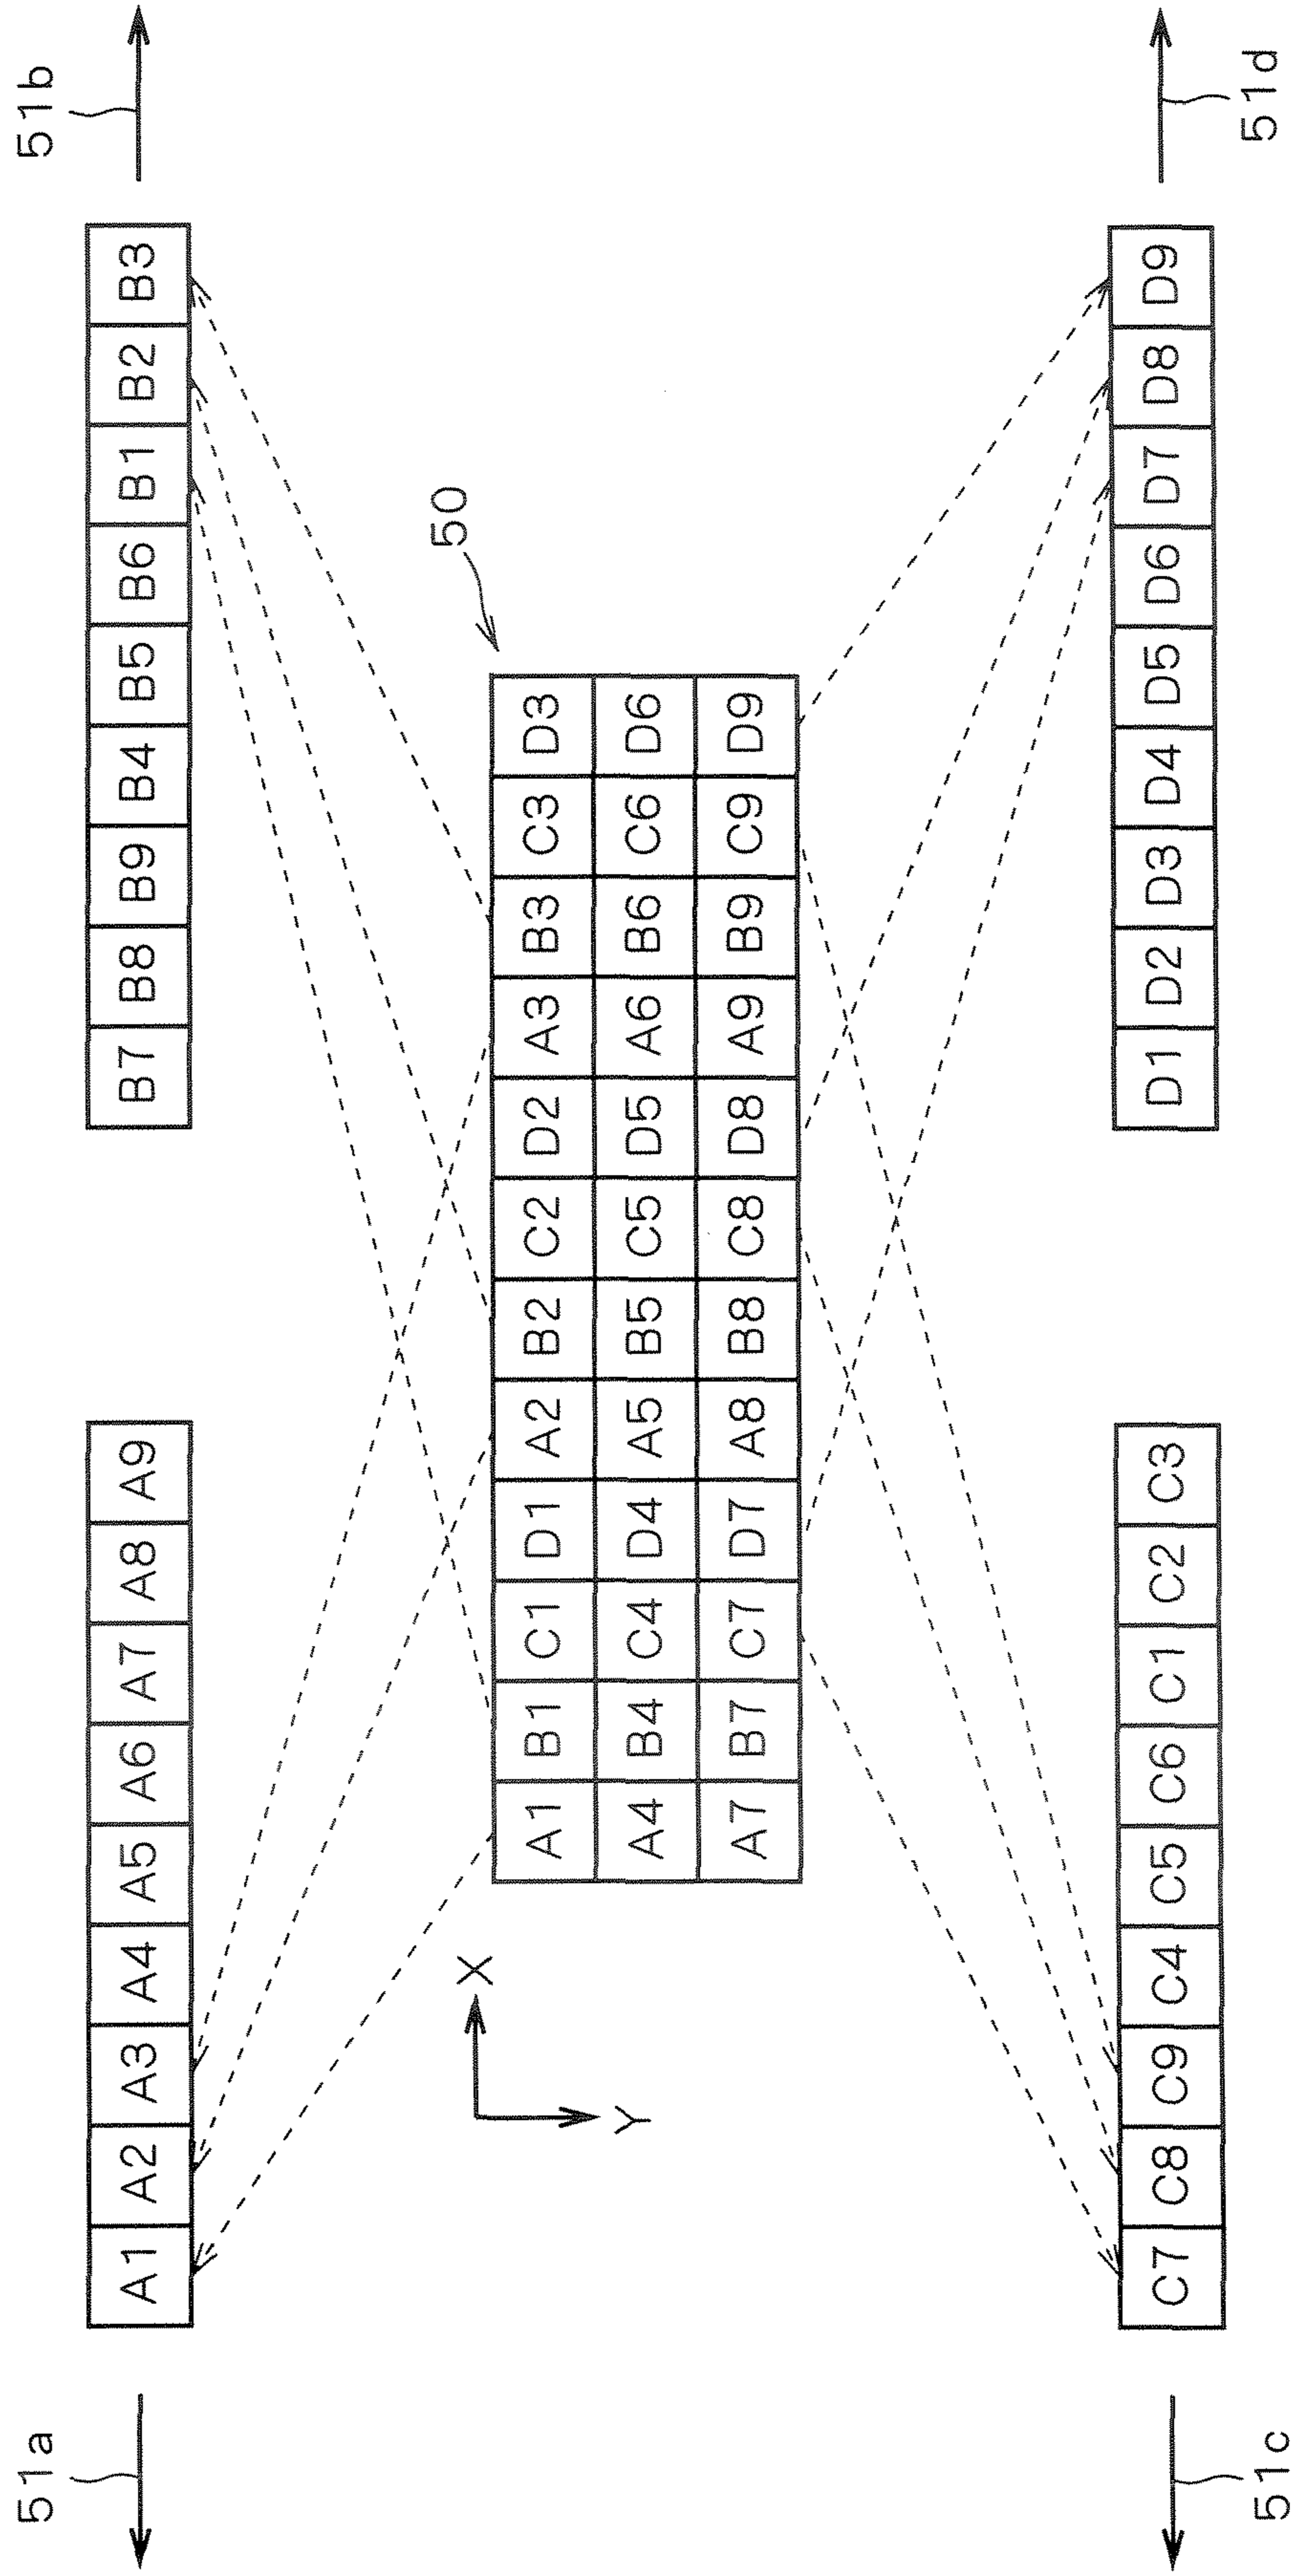 51a 51b
A1 A2 A3 A4 A5 A6 A7 A8 A9
B7 B8 B9 B4 B5 B6 B1 B2 B3
50
X
Y
A1 B1 C1 D1 A2 B2 C2 D2 A3 B3 C3 D3
A4 B4 C4 D4 A5 B5 C5 D5 A6 B6 C6 D6
A7 B7 C7 D7 A8 B8 C8 D8 A9 B9 C9 D9
C7 C8 C9 C4 C5 C6 C1 C2 C3
D1 D2 D3 D4 D5 D6 D7 D8 D9
51c 51d